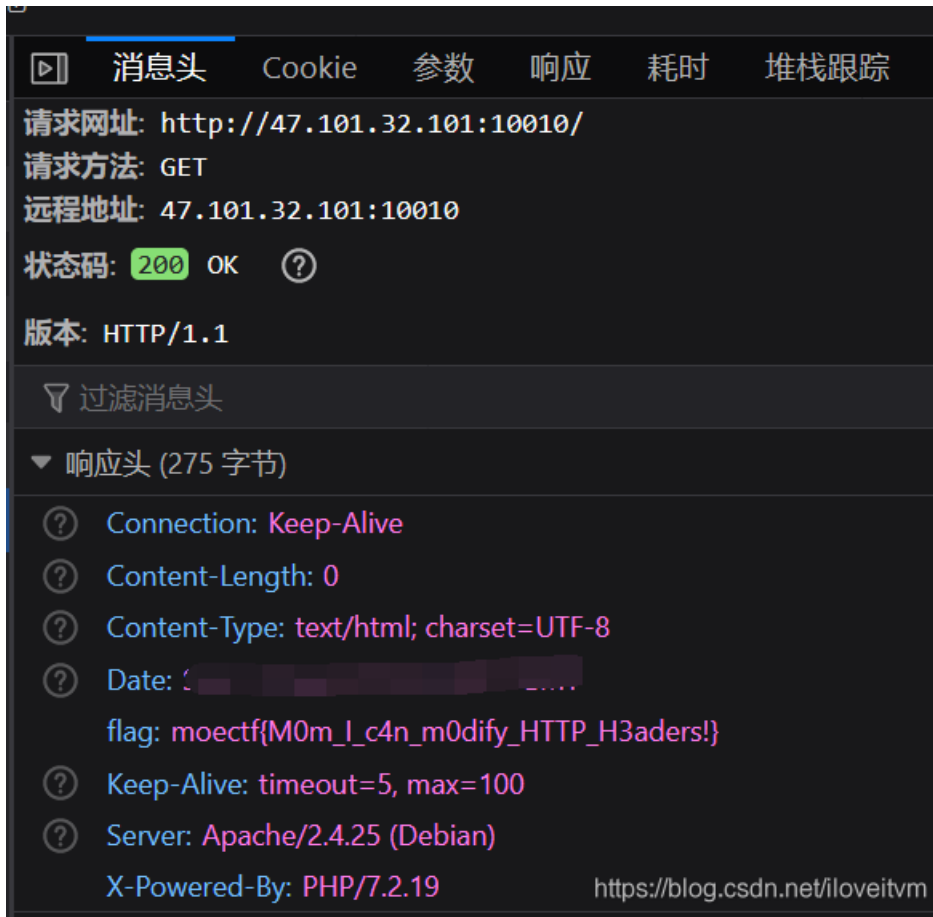 消息头 Cookie 参数 响应 耗时 堆栈跟踪
请求网址: http://47.101.32.101:10010/
请求方法: GET
远程地址: 47.101.32.101:10010
状态码: 200 OK
版本: HTTP/1.1
过滤消息头
响应头 (275 字节)
Connection: Keep-Alive
Content-Length: 0
Content-Type: text/html; charset=UTF-8
Date:
flag: moectf{M0m_I_c4n_m0dify_HTTP_H3aders!}
Keep-Alive: timeout=5, max=100
Server: Apache/2.4.25 (Debian)
X-Powered-By: PHP/7.2.19
https://blog.csdn.net/iloveitvm